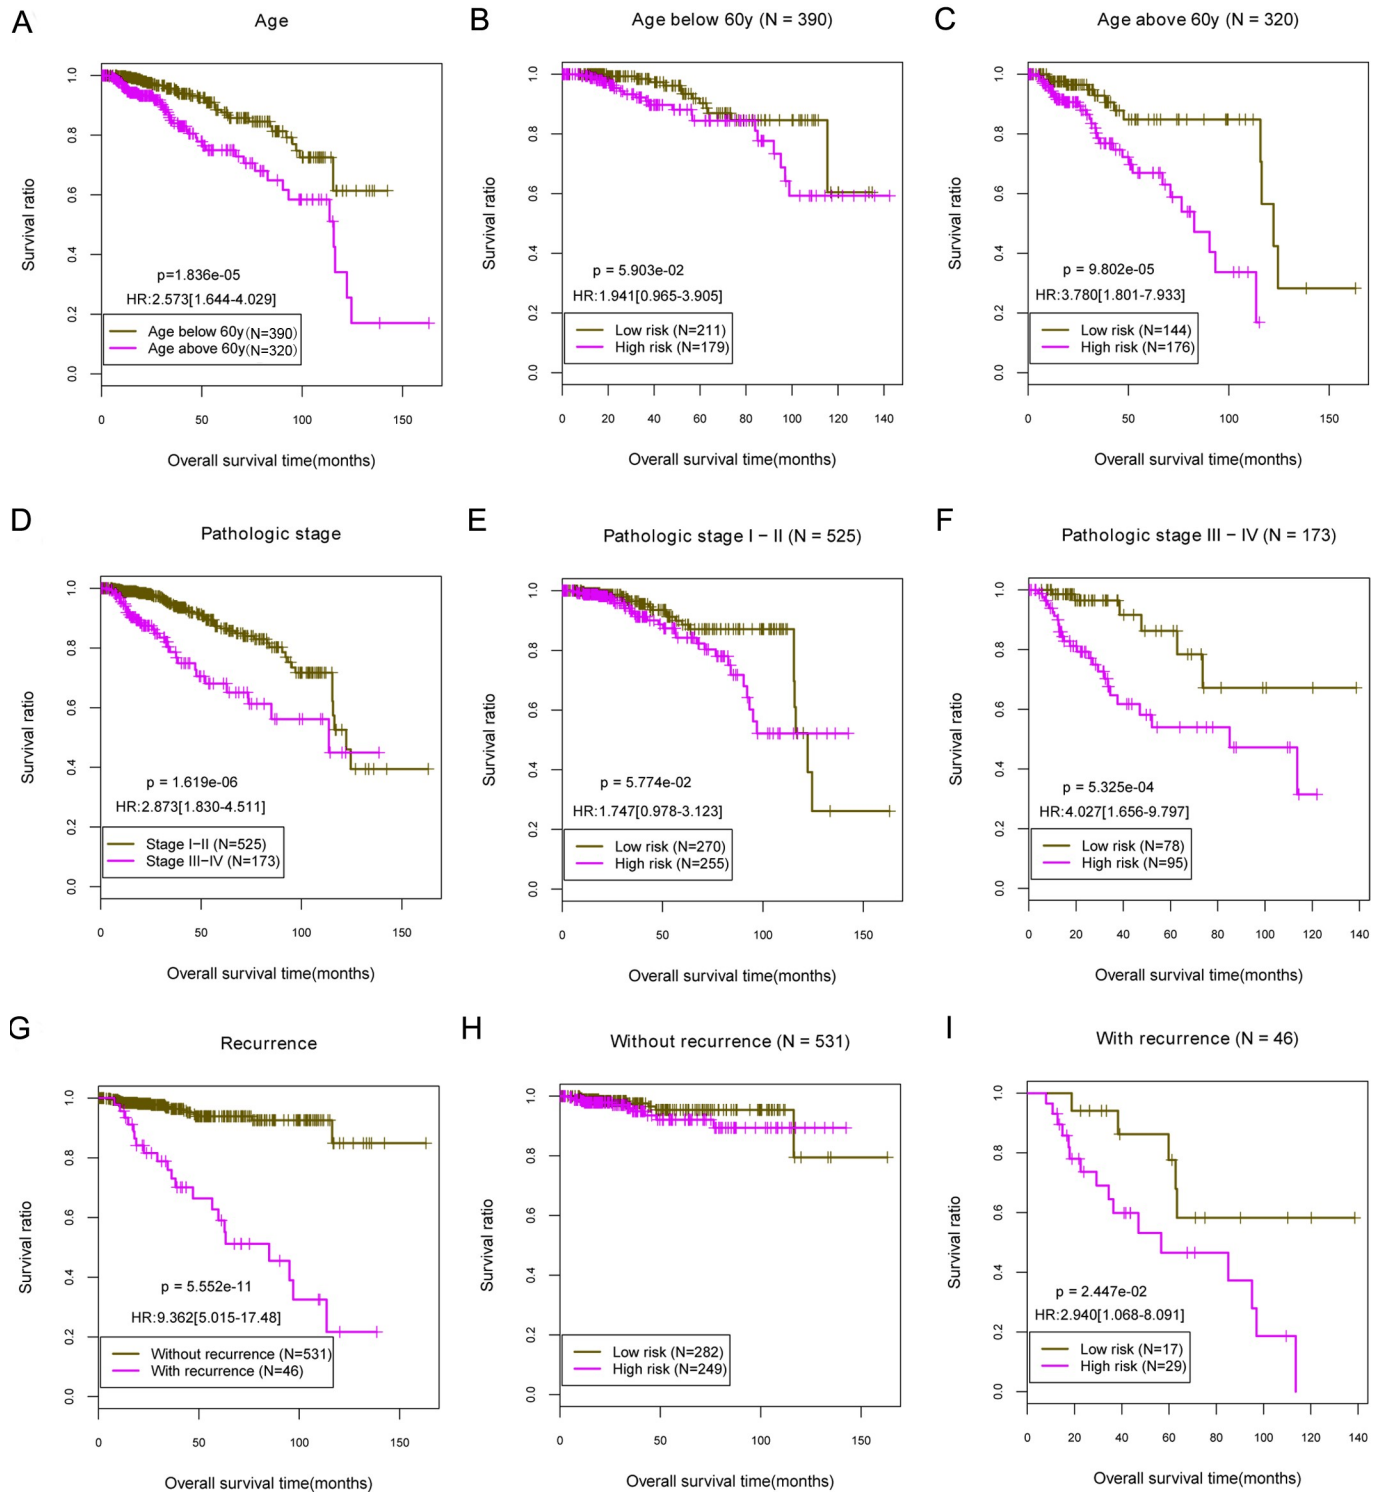 A
Age
Survival ratio
0.0 0.2 0.4 0.6 0.8 1.0
p=1.836e-05
HR:2.573[1.644-4.029]
Age below 60y(N=390)
Age above 60y(N=320)
0 50 100 150
Overall survival time(months)
B
Age below 60y (N = 390)
Survival ratio
0.0 0.2 0.4 0.6 0.8 1.0
p = 5.903e-02
HR:1.941[0.965-3.905]
Low risk (N=211)
High risk (N=179)
0 20 40 60 80 100 120 140
Overall survival time(months)
C
Age above 60y (N = 320)
Survival ratio
0.0 0.2 0.4 0.6 0.8 1.0
p = 9.802e-05
HR:3.780[1.801-7.933]
Low risk (N=144)
High risk (N=176)
0 50 100 150
Overall survival time(months)
D
Pathologic stage
Survival ratio
0.0 0.2 0.4 0.6 0.8 1.0
p = 1.619e-06
HR:2.873[1.830-4.511]
Stage I−II (N=525)
Stage III−IV (N=173)
0 50 100 150
Overall survival time(months)
E
Pathologic stage I − II (N = 525)
Survival ratio
0.0 0.2 0.4 0.6 0.8 1.0
p = 5.774e-02
HR:1.747[0.978-3.123]
Low risk (N=270)
High risk (N=255)
0 50 100 150
Overall survival time(months)
F
Pathologic stage III − IV (N = 173)
Survival ratio
0.0 0.2 0.4 0.6 0.8 1.0
p = 5.325e-04
HR:4.027[1.656-9.797]
Low risk (N=78)
High risk (N=95)
0 20 40 60 80 100 120 140
Overall survival time(months)
G
Recurrence
Survival ratio
0.0 0.2 0.4 0.6 0.8 1.0
p = 5.552e-11
HR:9.362[5.015-17.48]
Without recurrence (N=531)
With recurrence (N=46)
0 50 100 150
Overall survival time(months)
H
Without recurrence (N = 531)
Survival ratio
0.0 0.2 0.4 0.6 0.8 1.0
Low risk (N=282)
High risk (N=249)
0 50 100 150
Overall survival time(months)
I
With recurrence (N = 46)
Survival ratio
0.0 0.2 0.4 0.6 0.8 1.0
p = 2.447e-02
HR:2.940[1.068-8.091]
Low risk (N=17)
High risk (N=29)
0 20 40 60 80 100 120 140
Overall survival time(months)